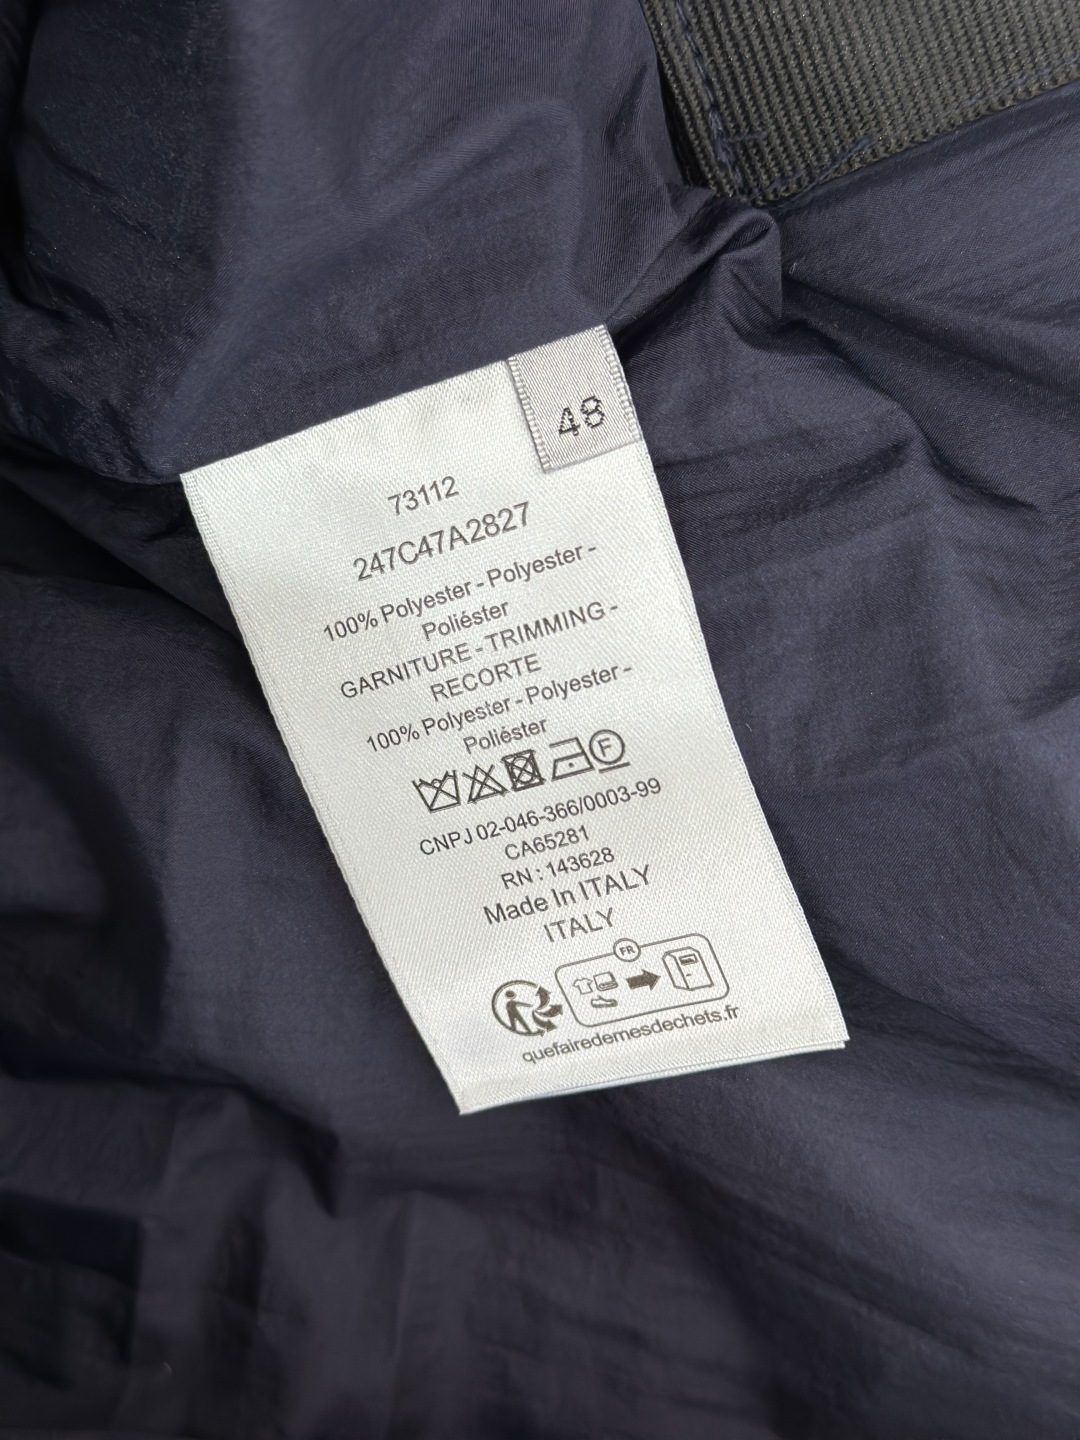 48
73112
247C47A2827
100% Polyester - Polyester -
Poliéster
GARNITURE - TRIMMING -
RECORTE
100% Polyester - Polyester -
Poliéster
F
CNPJ 02-046-366/0003-99
CA65281
RN : 143628
Made In ITALY
ITALY
FR
quefairedemesdechets.fr